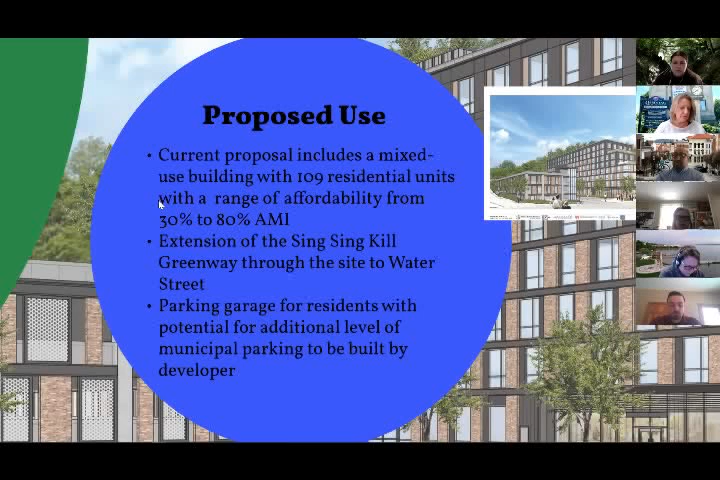 Proposed Use
• Current proposal includes a mixed-
use building with 109 residential units
with a range of affordability from
30% to 80% AMI
• Extension of the Sing Sing Kill
Greenway through the site to Water
Street
• Parking garage for residents with
potential for additional level of
municipal parking to be built by
developer